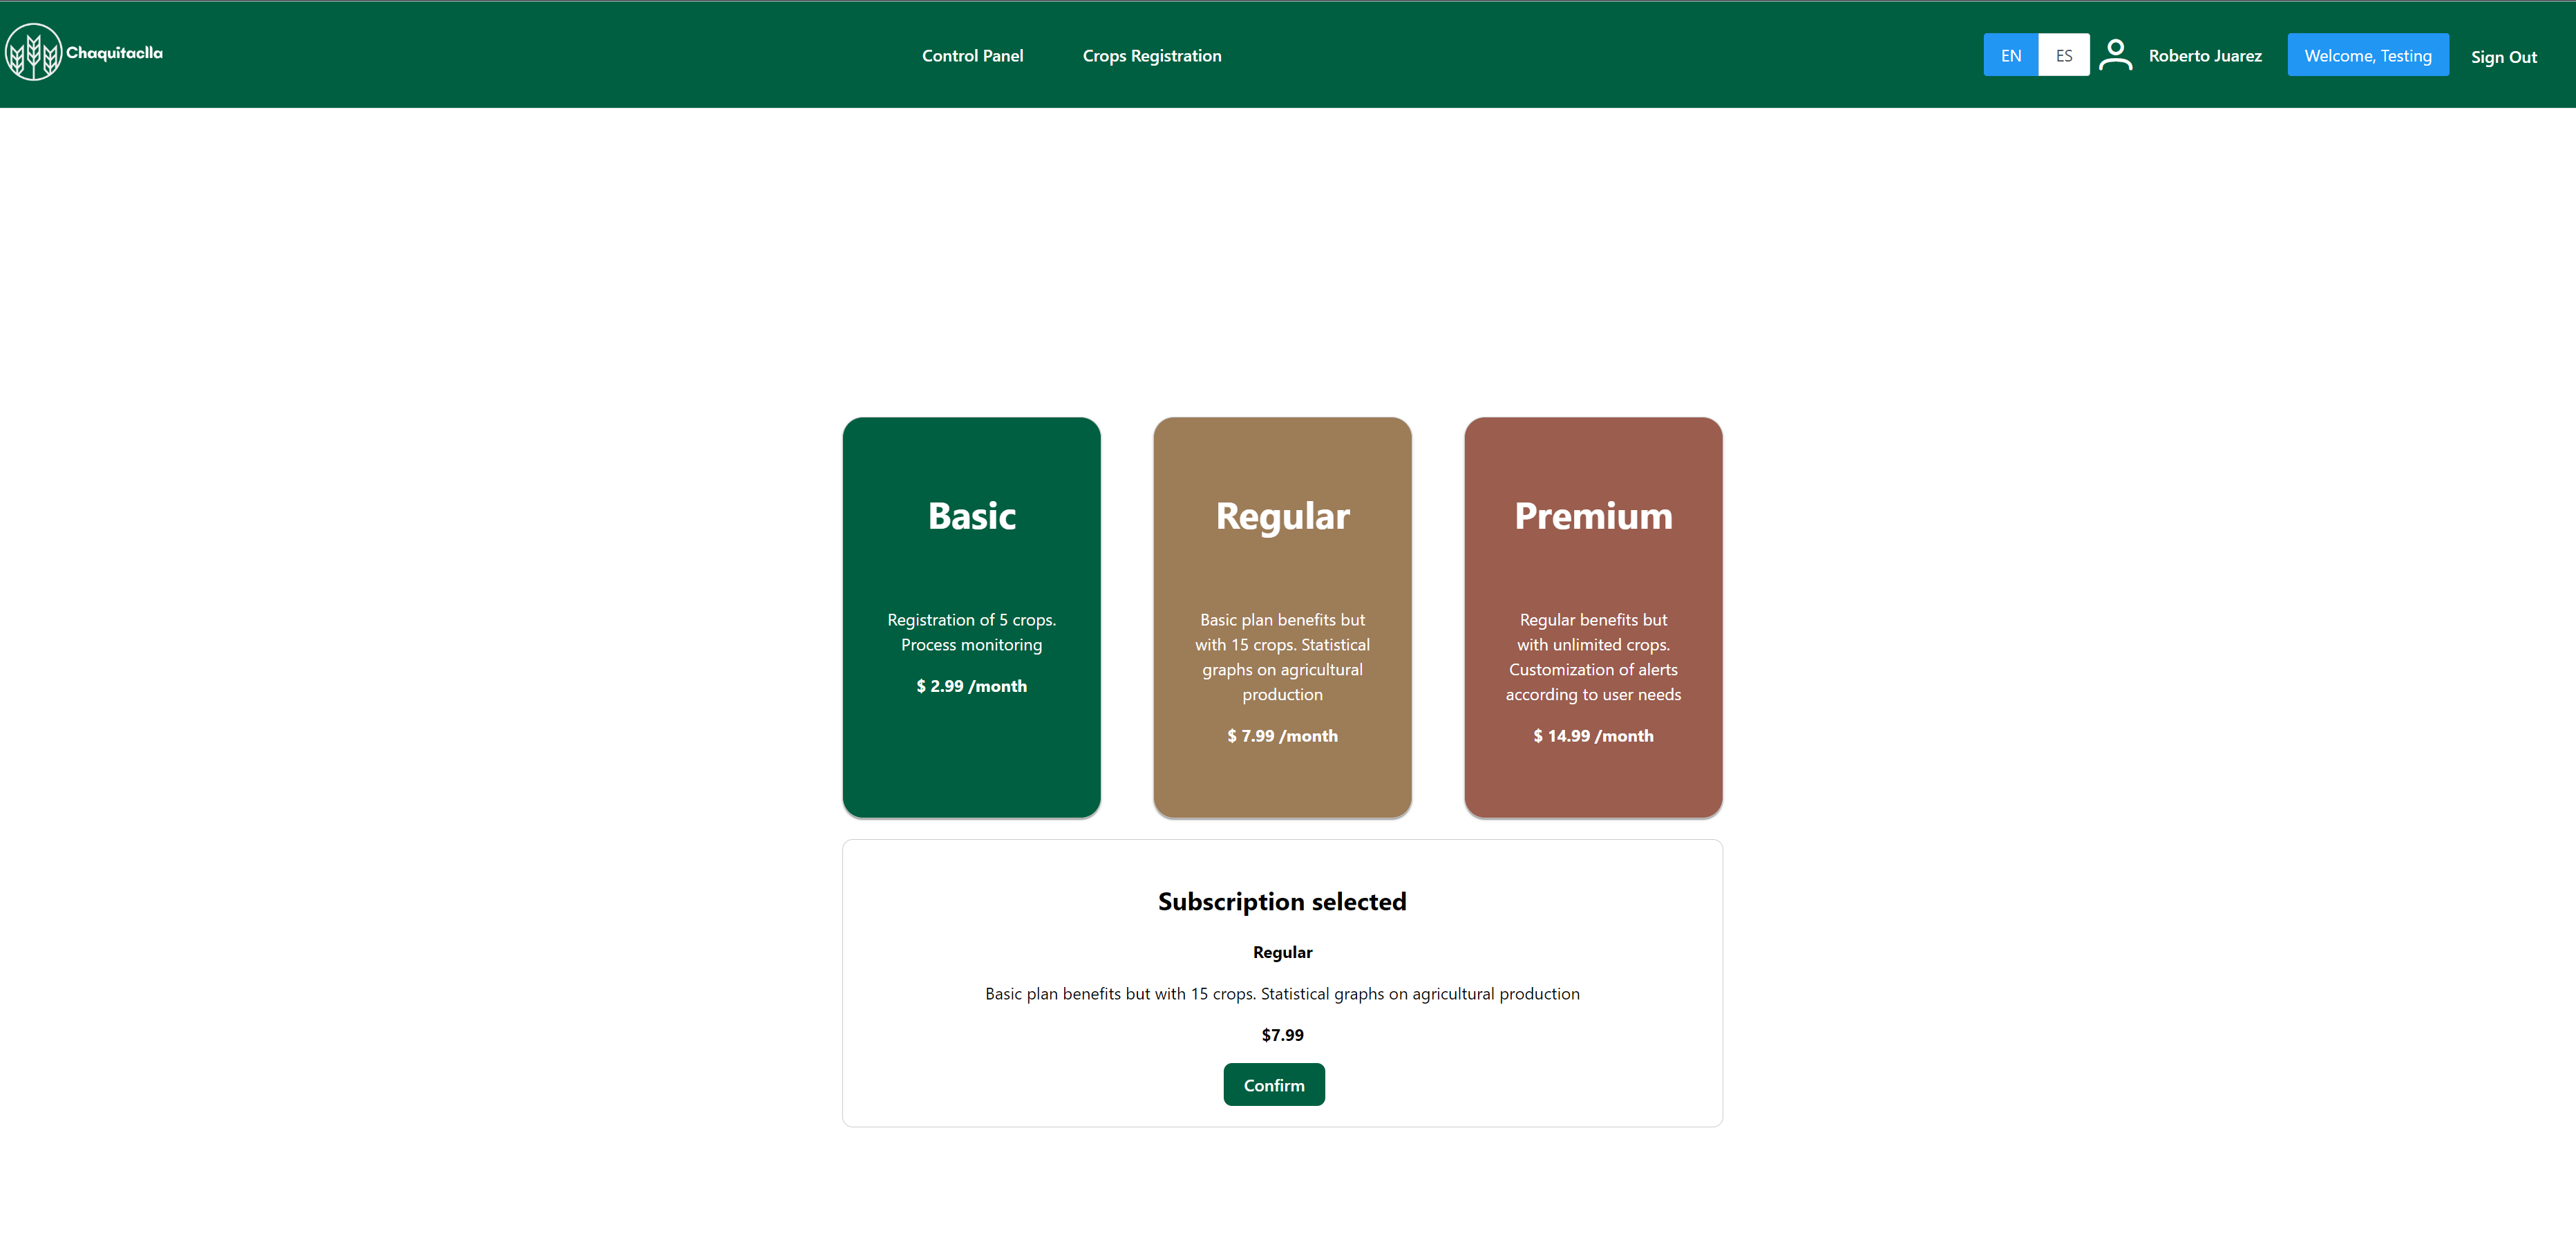 Chaquitaclla
Control Panel
Crops Registration
EN
ES
Roberto Juarez
Welcome, Testing
Sign Out
Basic
Registration of 5 crops.
Process monitoring
$ 2.99 /month
Regular
Basic plan benefits but
with 15 crops. Statistical
graphs on agricultural
production
$ 7.99 /month
Premium
Regular benefits but
with unlimited crops.
Customization of alerts
according to user needs
$ 14.99 /month
Subscription selected
Regular
Basic plan benefits but with 15 crops. Statistical graphs on agricultural production
$7.99
Confirm